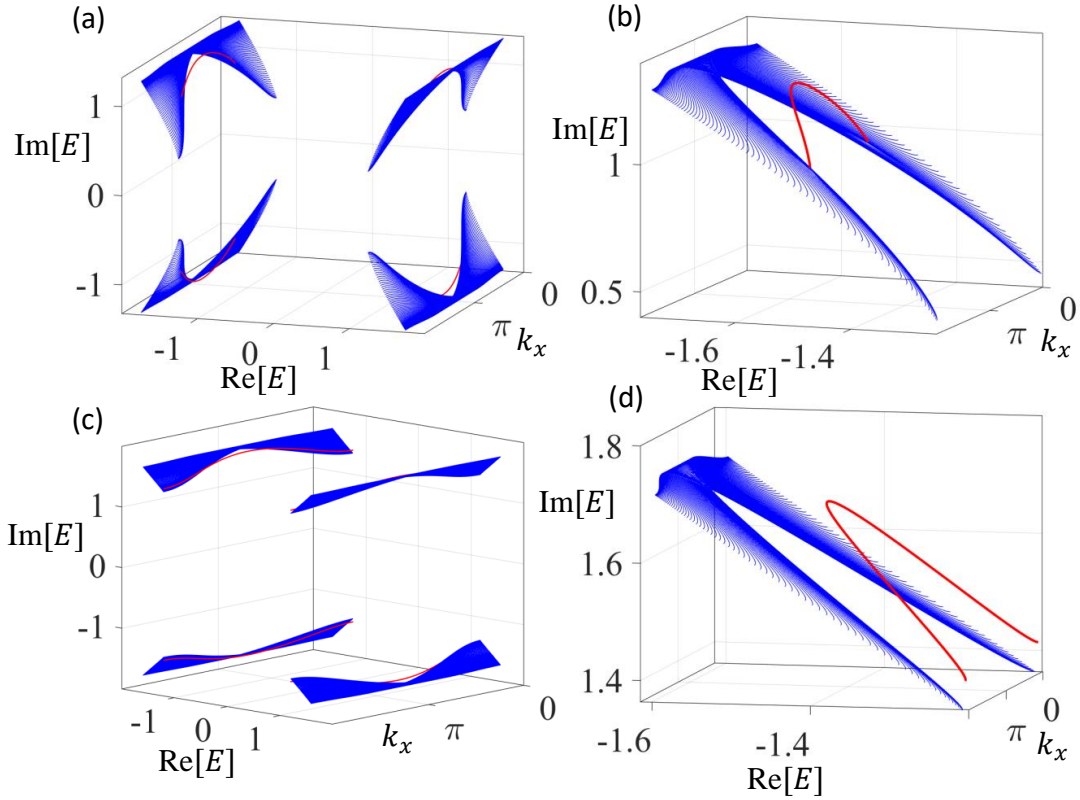 (a)
1
Im[E]
0
-1
-1
0
1
Re[E]
π
0
k_x
(b)
Im[E]
1
0.5
-1.6
-1.4
Re[E]
π
0
k_x
(c)
1
Im[E]
0
-1
-1
0
1
Re[E]
k_x
π
0
(d)
1.8
Im[E]
1.6
1.4
-1.6
-1.4
Re[E]
π
0
k_x